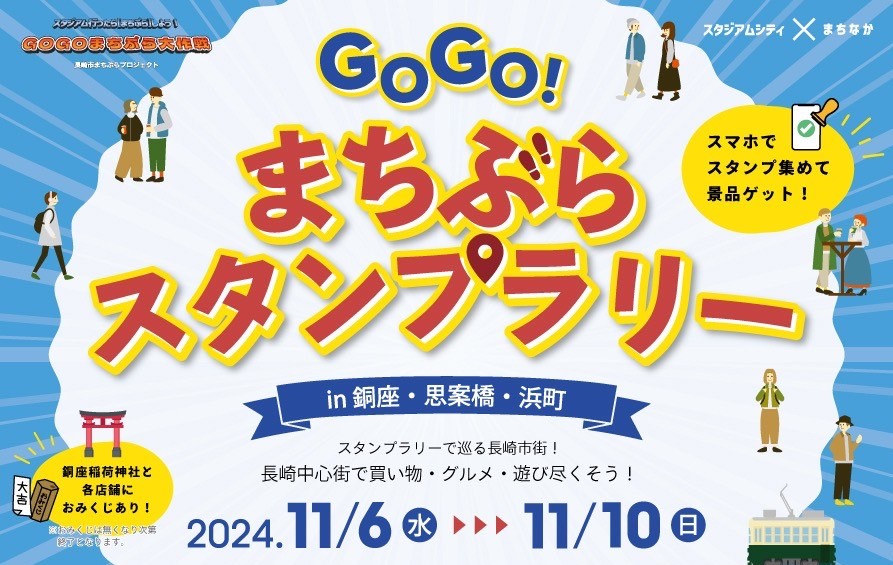 スタジアム行ったら「まちぶら」しよう！
GOGOまちぶら大作戦
長崎市まちぶらプロジェクト
スタジアムシティ × まちなか
GOGO!
まちぶら
スタンプラリー
スマホで
スタンプ集めて
景品ゲット！
in 銅座・思案橋・浜町
スタンプラリーで巡る長崎市街！
長崎中心街で買い物・グルメ・遊び尽くそう！
銅座稲荷神社と
各店舗に
おみくじあり！
大吉
おみくじ
※おみくじは無くなり次第
終了となります。
2024.11/6 水 11/10 日